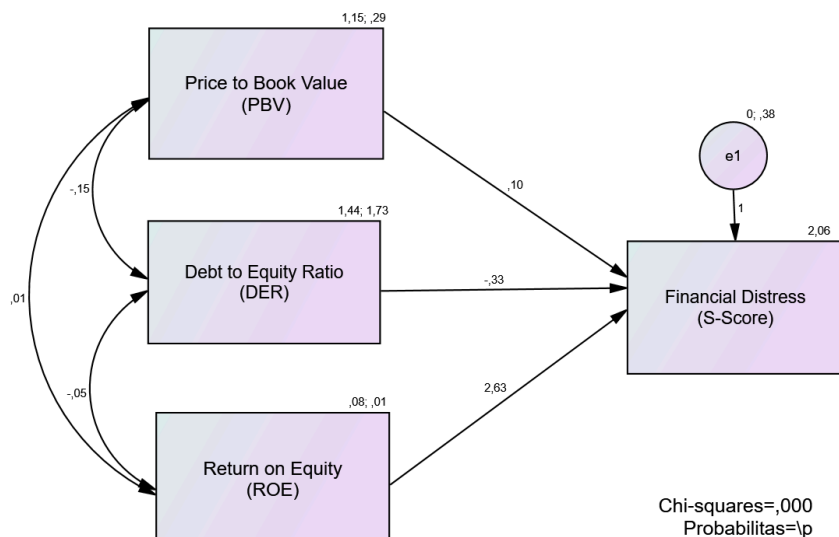 1,15; ,29
Price to Book Value
(PBV)
0; ,38
e1
,10
-,15
1
1,44; 1,73
2,06
Debt to Equity Ratio
(DER)
-,33
Financial Distress
(S-Score)
,01
-,05
2,63
,08; ,01
Return on Equity
(ROE)
Chi-squares=,000
Probabilitas=\p